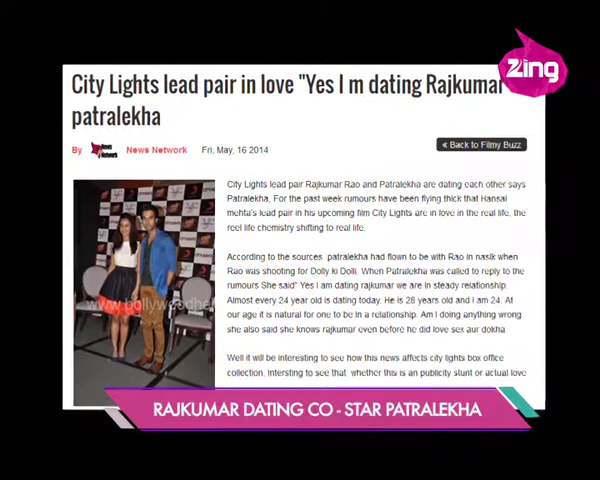 Zing
City Lights lead pair in love "Yes I m dating Rajkumar
patralekha
By News Network News Network Fri, May, 16 2014
« Back to Filmy Buzz
City Lights lead pair Rajkumar Rao and Patralekha are dating each other says
Patralekha, For the past week rumours have been flying thick that Hansal
mehta's lead pair in his upcoming film City Lights are in love in the real life, the
reel life chemistry shifting to real life.
According to the sources patralekha had flown to be with Rao in nasik when
Rao was shooting for Dolly ki Dolli. When Patralekha was called to reply to the
rumours She said" Yes I am dating rajkumar we are in steady relationship.
Almost every 24 year old is dating today. He is 28 years old and I am 24. At
our age it is natural for one to be in a relationship. Am I doing anything wrong
she also said she knows rajkumar even before he did love sex aur dokha.
Well it will be interesting to see how this news affects city lights box office
collection. Intersting to see that whether this is an publicity stunt or actual love
RAJKUMAR DATING CO - STAR PATRALEKHA